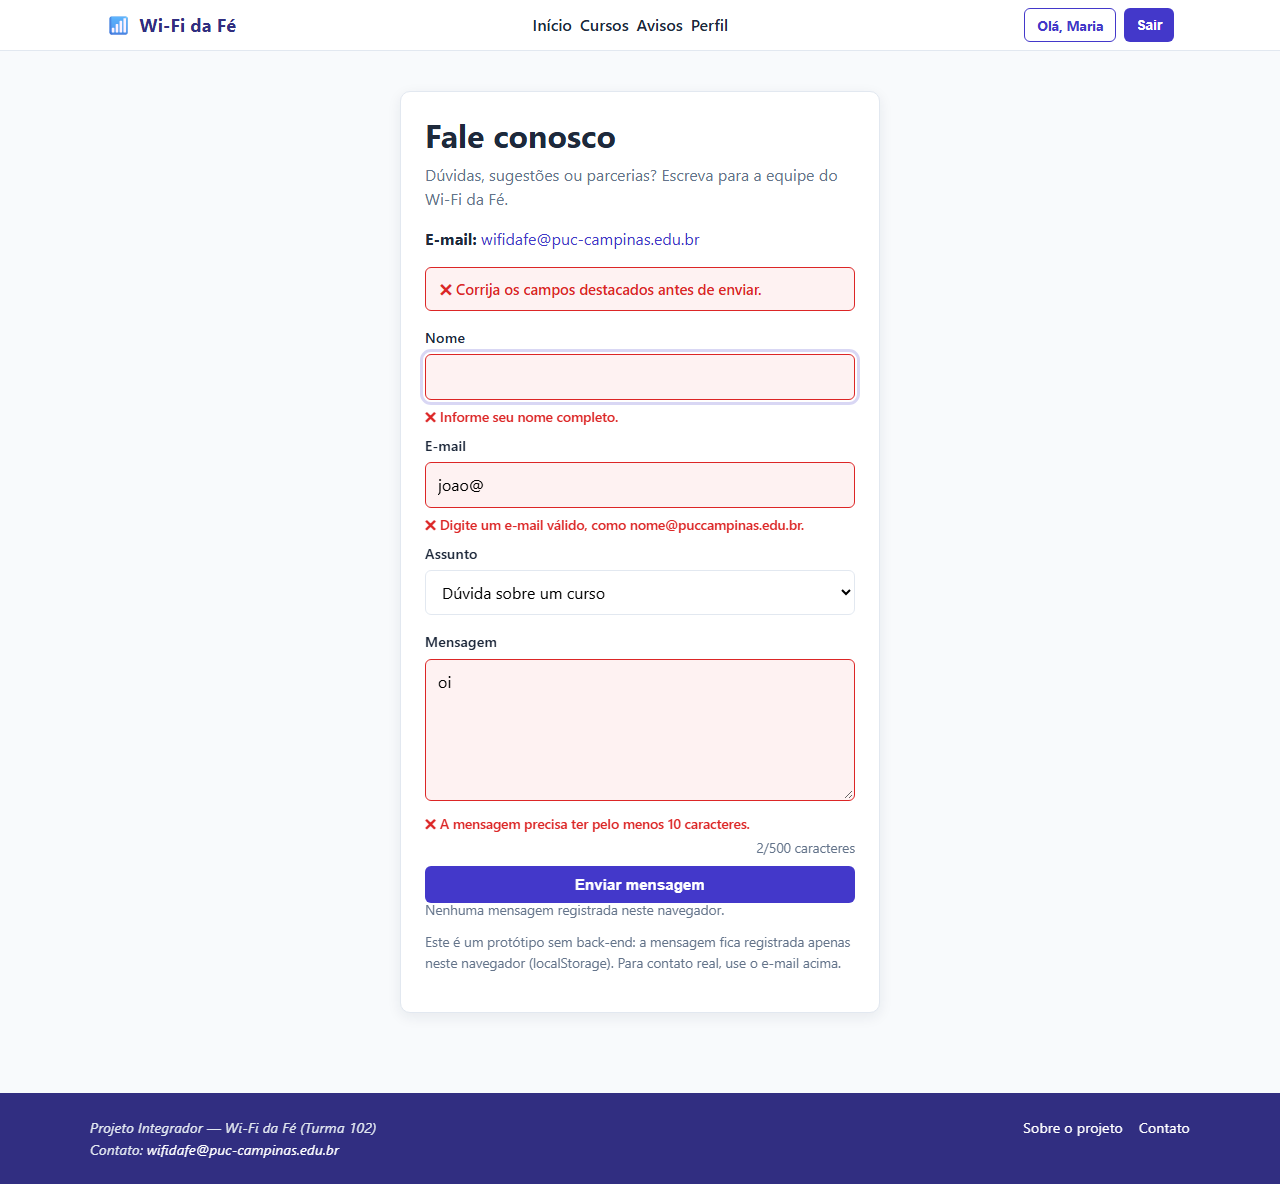 Wi-Fi da Fé
Início Cursos Avisos Perfil
Olá, Maria
Sair
Fale conosco
Dúvidas, sugestões ou parcerias? Escreva para a equipe do
Wi-Fi da Fé.
E-mail: wifidafe@puc-campinas.edu.br
❌ Corrija os campos destacados antes de enviar.
Nome
❌ Informe seu nome completo.
E-mail
joao@
❌ Digite um e-mail válido, como nome@puccampinas.edu.br.
Assunto
Dúvida sobre um curso
Mensagem
oi
❌ A mensagem precisa ter pelo menos 10 caracteres.
2/500 caracteres
Enviar mensagem
Nenhuma mensagem registrada neste navegador.
Este é um protótipo sem back-end: a mensagem fica registrada apenas
neste navegador (localStorage). Para contato real, use o e-mail acima.
Projeto Integrador — Wi-Fi da Fé (Turma 102)
Contato: wifidafe@puc-campinas.edu.br
Sobre o projeto Contato